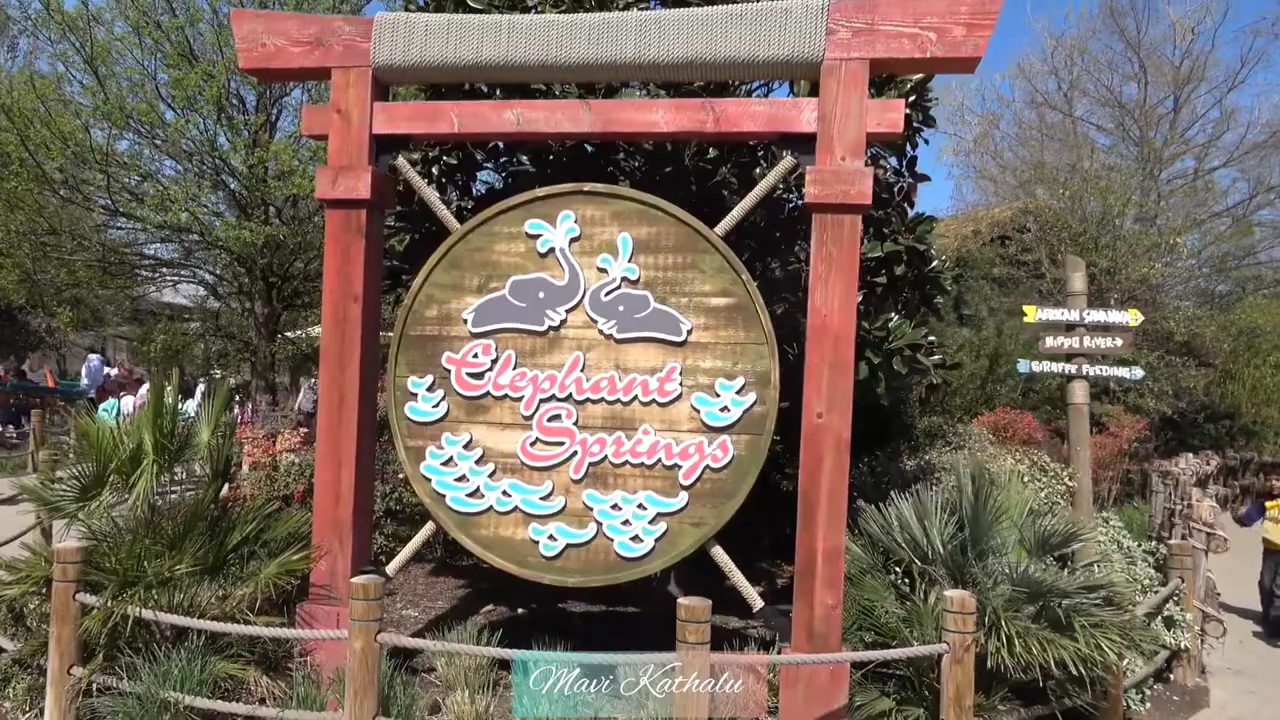 Elephant
Springs
AFRICAN SAVANNA
HIPPO RIVER
GIRAFFE FEEDING
Mavi Kathalu